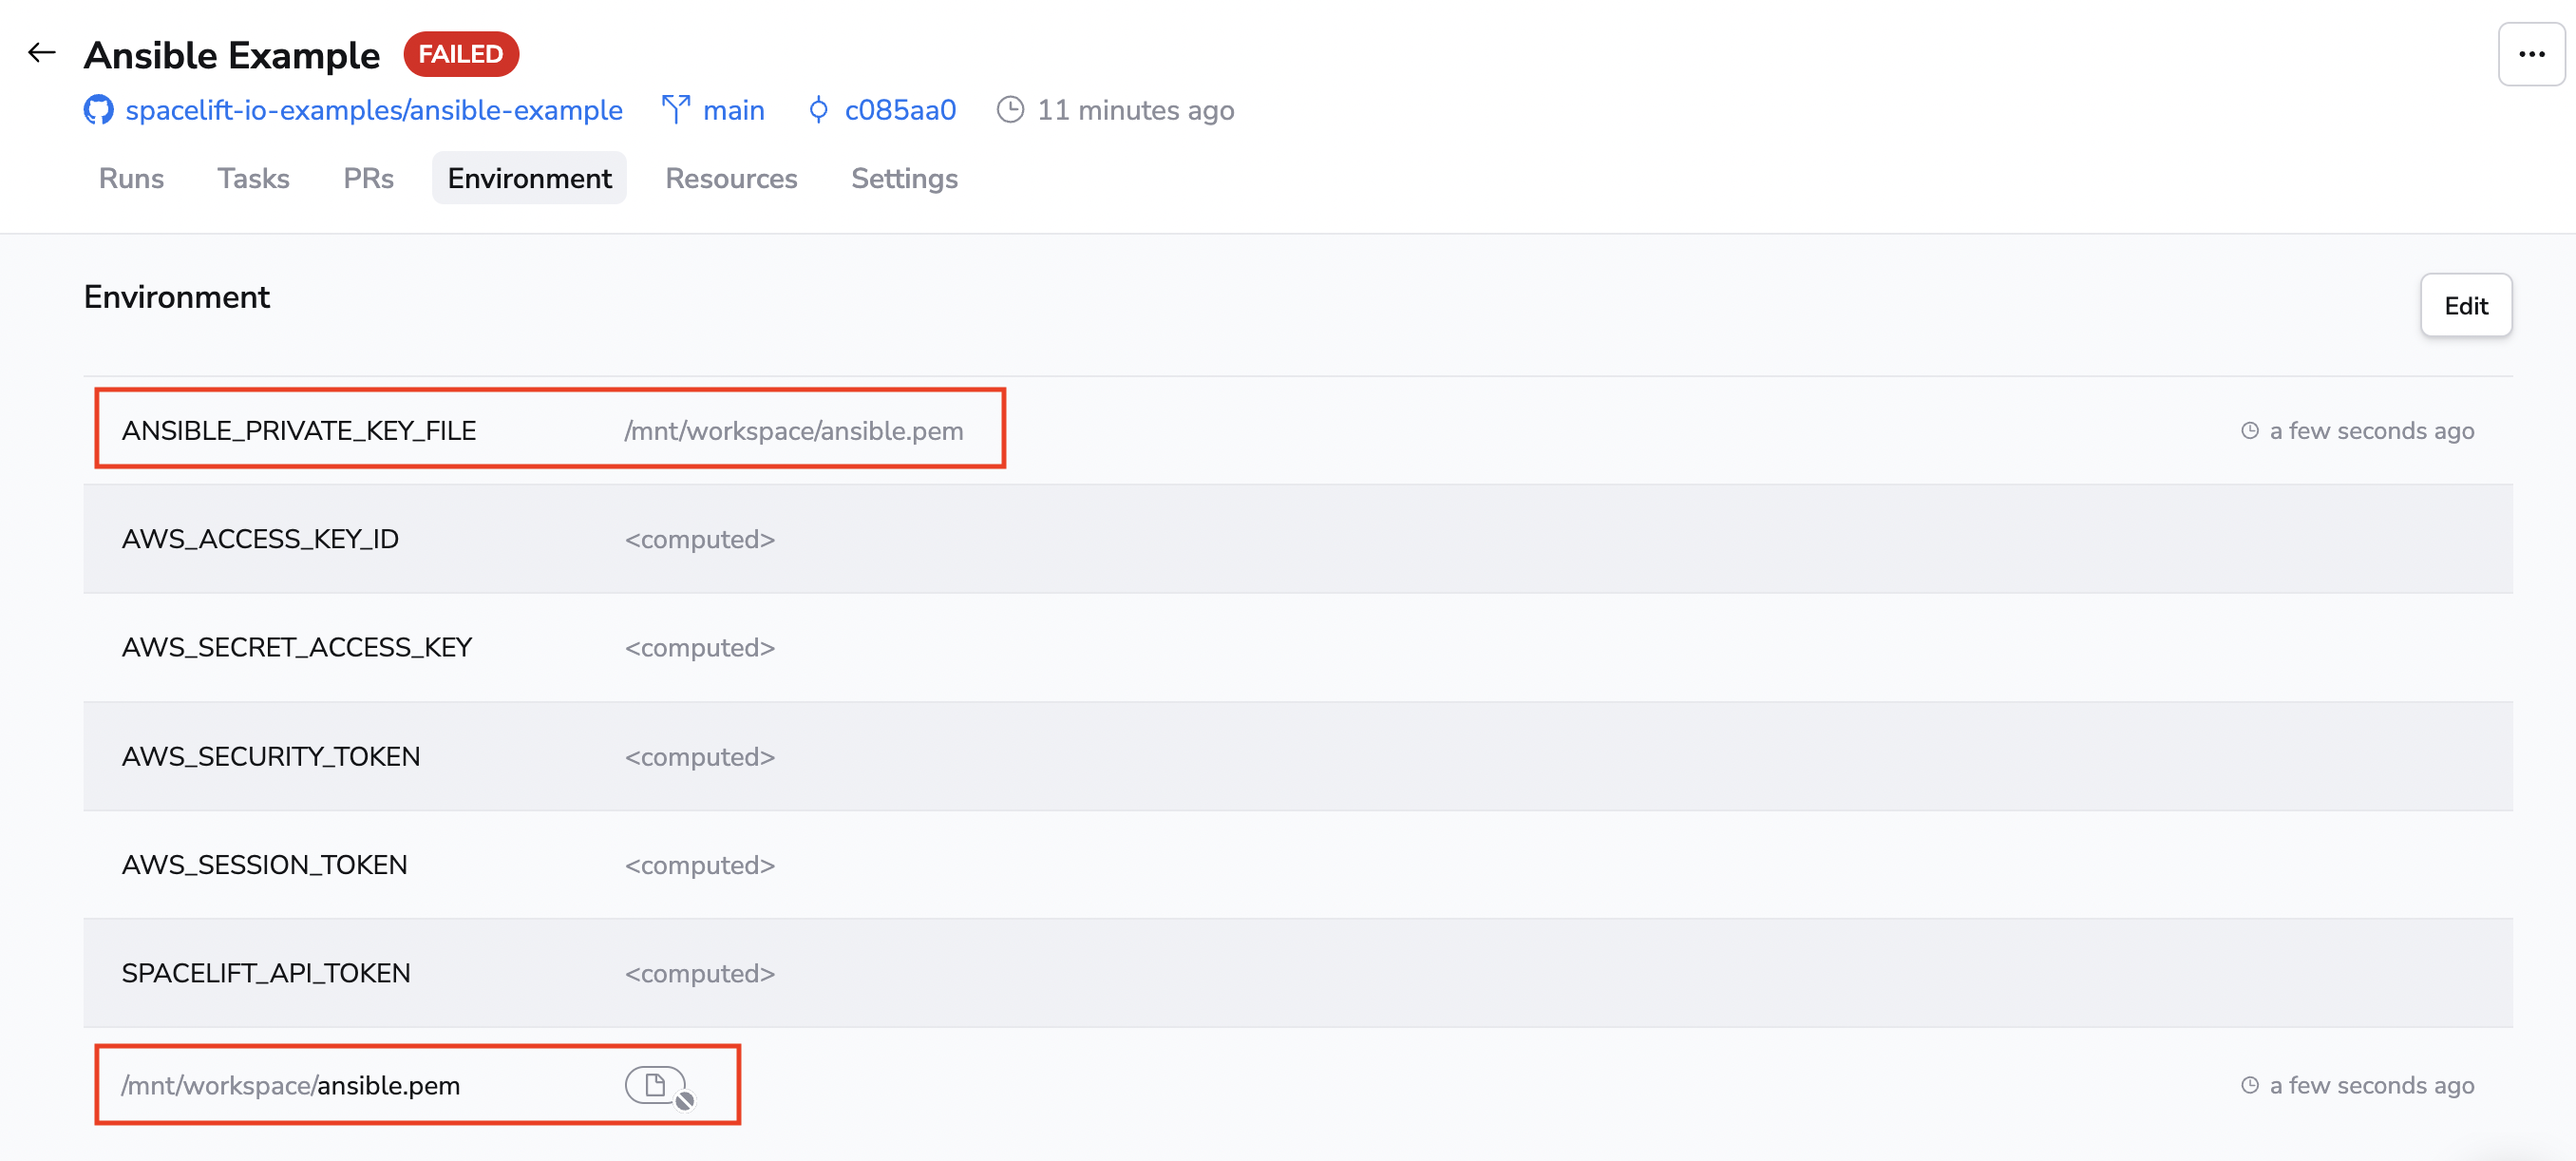 Ansible Example FAILED
spacelift-io-examples/ansible-example main c085aa0 11 minutes ago
Runs Tasks PRs Environment Resources Settings
Environment
Edit
ANSIBLE_PRIVATE_KEY_FILE /mnt/workspace/ansible.pem a few seconds ago
AWS_ACCESS_KEY_ID <computed>
AWS_SECRET_ACCESS_KEY <computed>
AWS_SECURITY_TOKEN <computed>
AWS_SESSION_TOKEN <computed>
SPACELIFT_API_TOKEN <computed>
/mnt/workspace/ansible.pem a few seconds ago